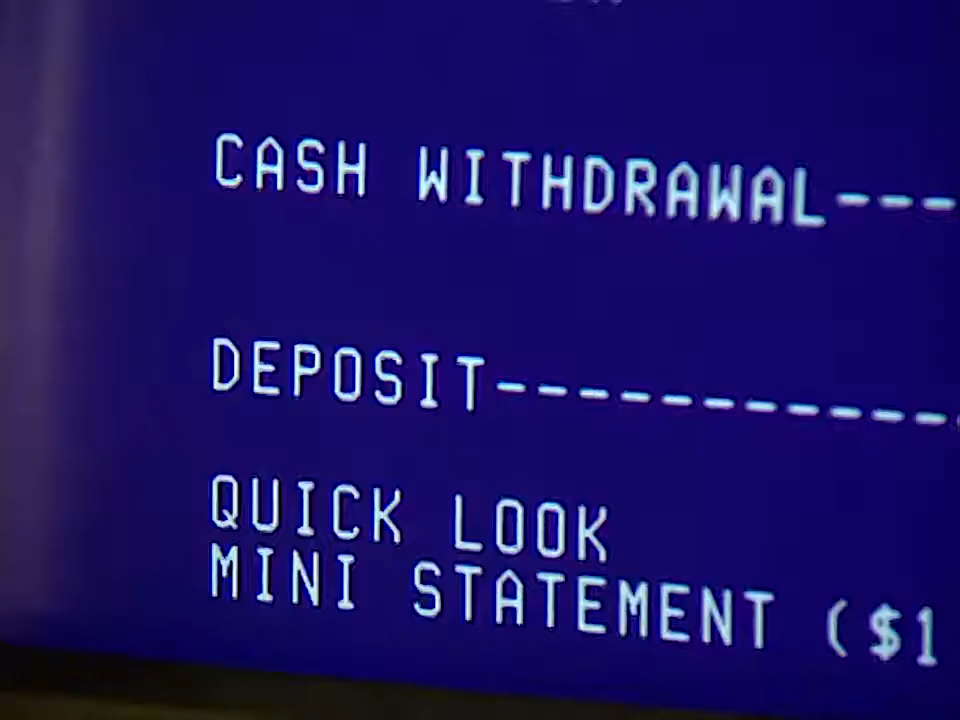 CASH WITHDRAWAL---
DEPOSIT-----------
QUICK LOOK
MINI STATEMENT ($1